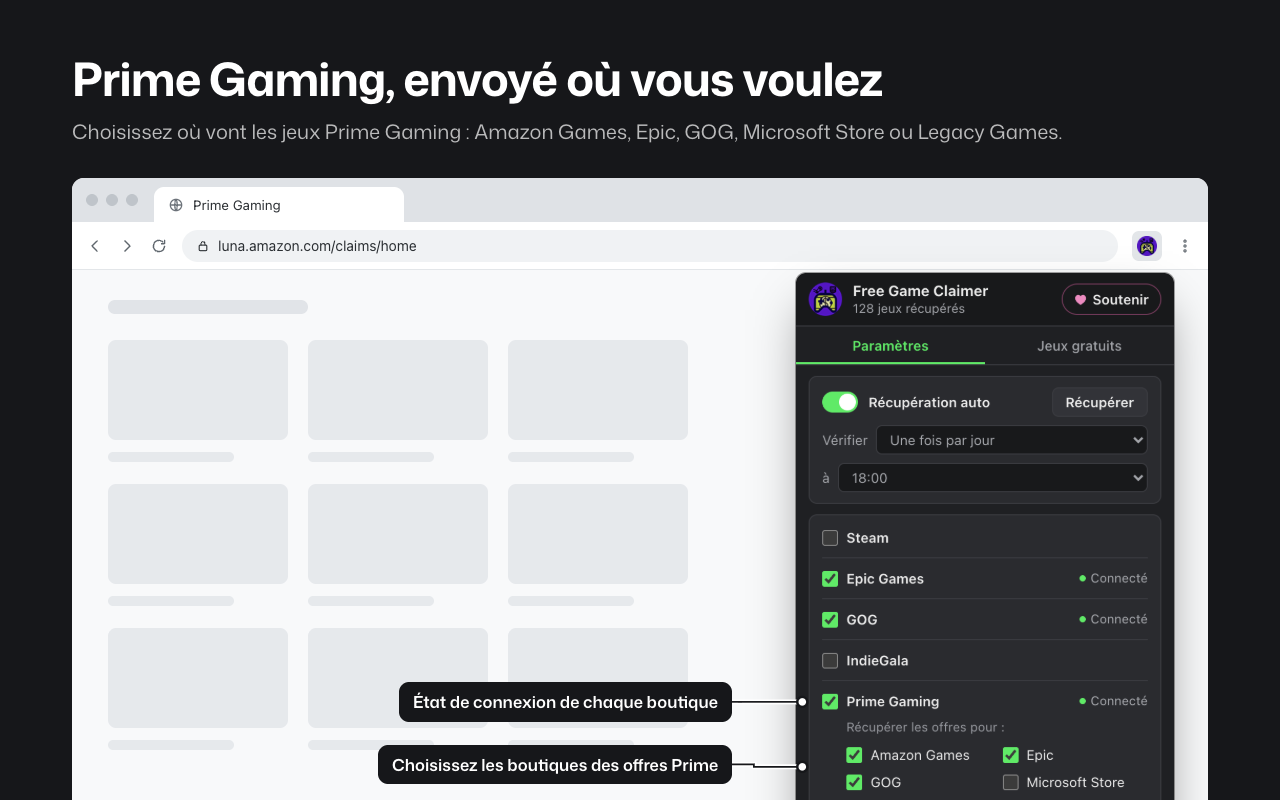 Prime Gaming, envoyé où vous voulez
Choisissez où vont les jeux Prime Gaming : Amazon Games, Epic, GOG, Microsoft Store ou Legacy Games.
Prime Gaming
luna.amazon.com/claims/home
Free Game Claimer
128 jeux récupérés
Soutenir
Paramètres
Jeux gratuits
Récupération auto
Récupérer
Vérifier
Une fois par jour
à
18:00
Steam
Epic Games
Connecté
GOG
Connecté
IndieGala
État de connexion de chaque boutique
Prime Gaming
Connecté
Récupérer les offres pour :
Choisissez les boutiques des offres Prime
Amazon Games
Epic
GOG
Microsoft Store